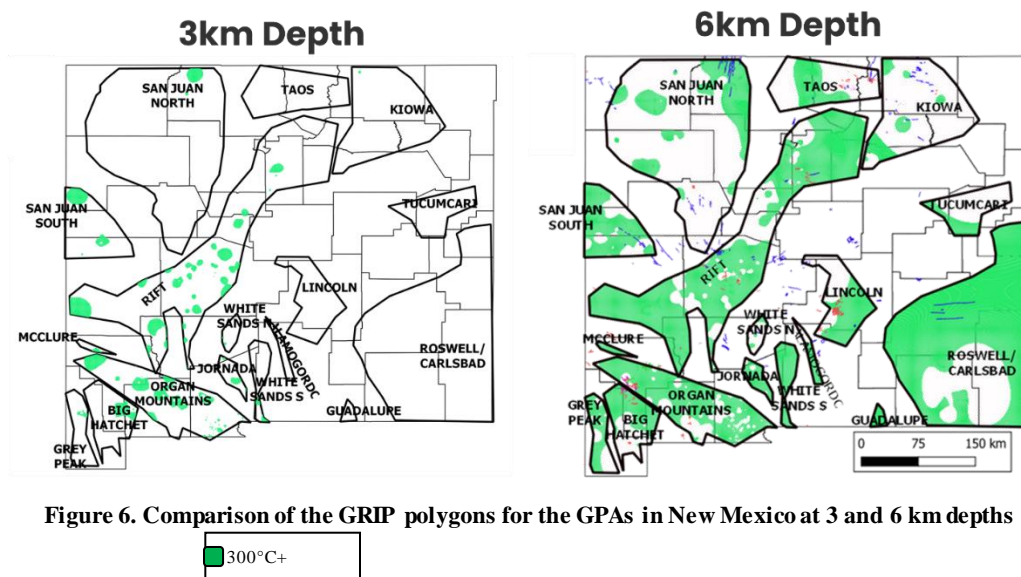 3km Depth
SAN JUAN
NORTH
TAOS
KIOWA
SAN JUAN
SOUTH
TUCUMCARI
RIFT
LINCOLN
WHITE
SANDS N
ALAMOGORDC
MCCLURE
ROSWELL/
CARLSBAD
JORNADA
WHITE
SANDS S
ORGAN
MOUNTAINS
BIG
HATCHET
GUADALUPE
GREY
PEAK
6km Depth
SAN JUAN
NORTH
TAOS
KIOWA
SAN JUAN
SOUTH
TUCUMCARI
RIFT
LINCOLN
WHITE
SANDS N
ALAMOGORDC
MCCLURE
ROSWELL/
CARLSBAD
JORNADA
WHITE
SANDS S
ORGAN
MOUNTAINS
GREY
PEAK
BIG
HATCHET
GUADALUPE
0 75 150 km
Figure 6. Comparison of the GRIP polygons for the GPAs in New Mexico at 3 and 6 km depths
300°C+